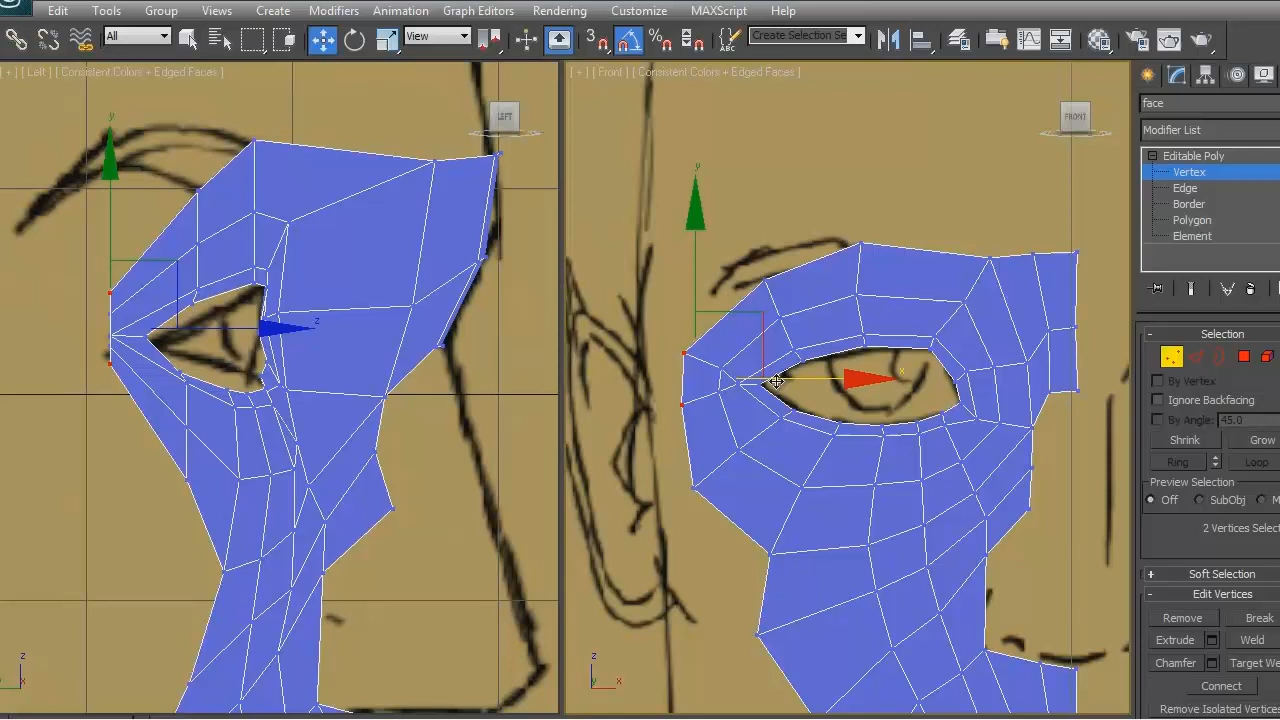 Edit Tools Group Views Create Modifiers Animation Graph Editors Rendering Customize MAXScript Help
All View 3 Create Selection Se
[ + ] [ Left ] [ Consistent Colors + Edged Faces ]
[ + ] [ Front ] [ Consistent Colors + Edged Faces ]
LEFT
FRONT
face
Modifier List
Editable Poly
Vertex
Edge
Border
Polygon
Element
y
z
y
x
- Selection
By Vertex
Ignore Backfacing
By Angle: 45.0
Shrink Grow
Ring Loop
Preview Selection
Off SubObj M
2 Vertices Select
+ Soft Selection
- Edit Vertices
Remove Break
Extrude Weld
Chamfer Target We
Connect
Remove Isolated Vertices
z
y x
z
y x